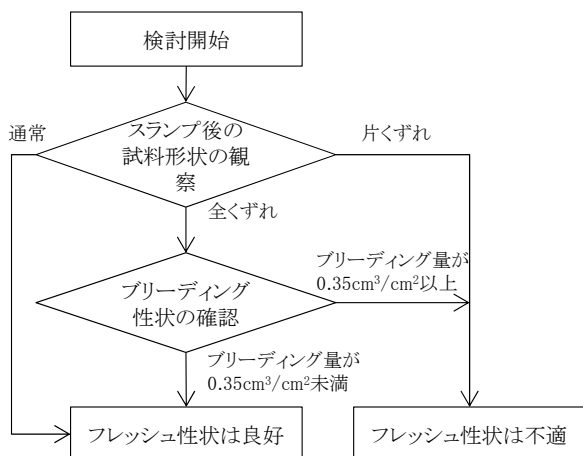 検討開始
通常
スランプ後の
試料形状の観
察
片くずれ
全くずれ
ブリーディング量が
0.35cm³/cm²以上
ブリーディング
性状の確認
ブリーディング量が
0.35cm³/cm²未満
フレッシュ性状は良好
フレッシュ性状は不適